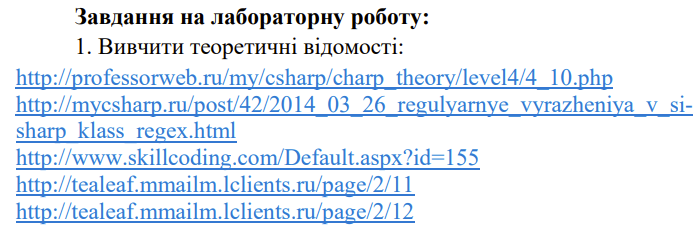 Завдання на лабораторну роботу:
1. Вивчити теоретичні відомості:
http://professorweb.ru/my/csharp/charp_theory/level4/4_10.php
http://mycsharp.ru/post/42/2014_03_26_regulyarnye_vyrazheniya_v_si-
sharp_klass_regex.html
http://www.skillcoding.com/Default.aspx?id=155
http://tealeaf.mmailm.lclients.ru/page/2/11
http://tealeaf.mmailm.lclients.ru/page/2/12